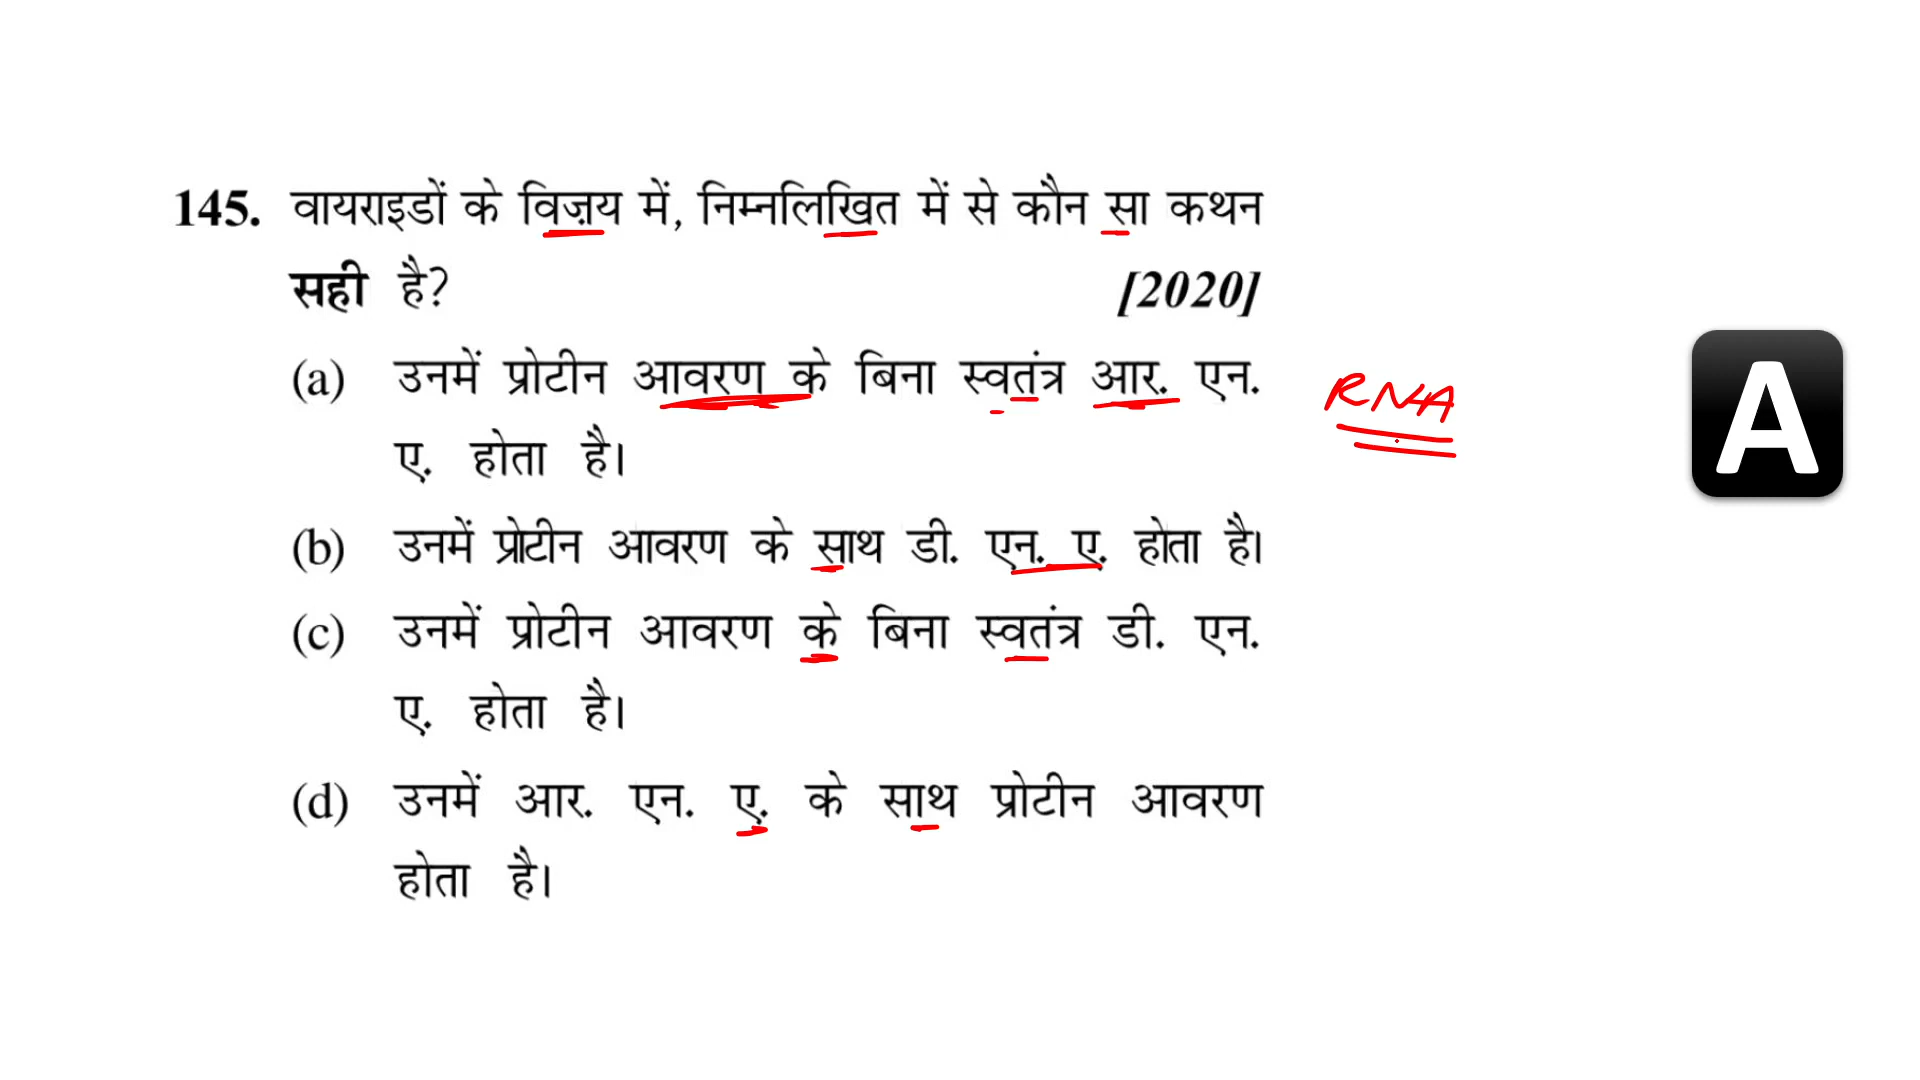 145. वायराइडों के विज़य में, निम्नलिखित में से कौन सा कथन
सही है? [2020]
(a) उनमें प्रोटीन आवरण के बिना स्वतंत्र आर. एन.
ए. होता है।
RNA
A
(b) उनमें प्रोटीन आवरण के साथ डी. एन. ए. होता है।
(c) उनमें प्रोटीन आवरण के बिना स्वतंत्र डी. एन.
ए. होता है।
(d) उनमें आर. एन. ए. के साथ प्रोटीन आवरण
होता है।